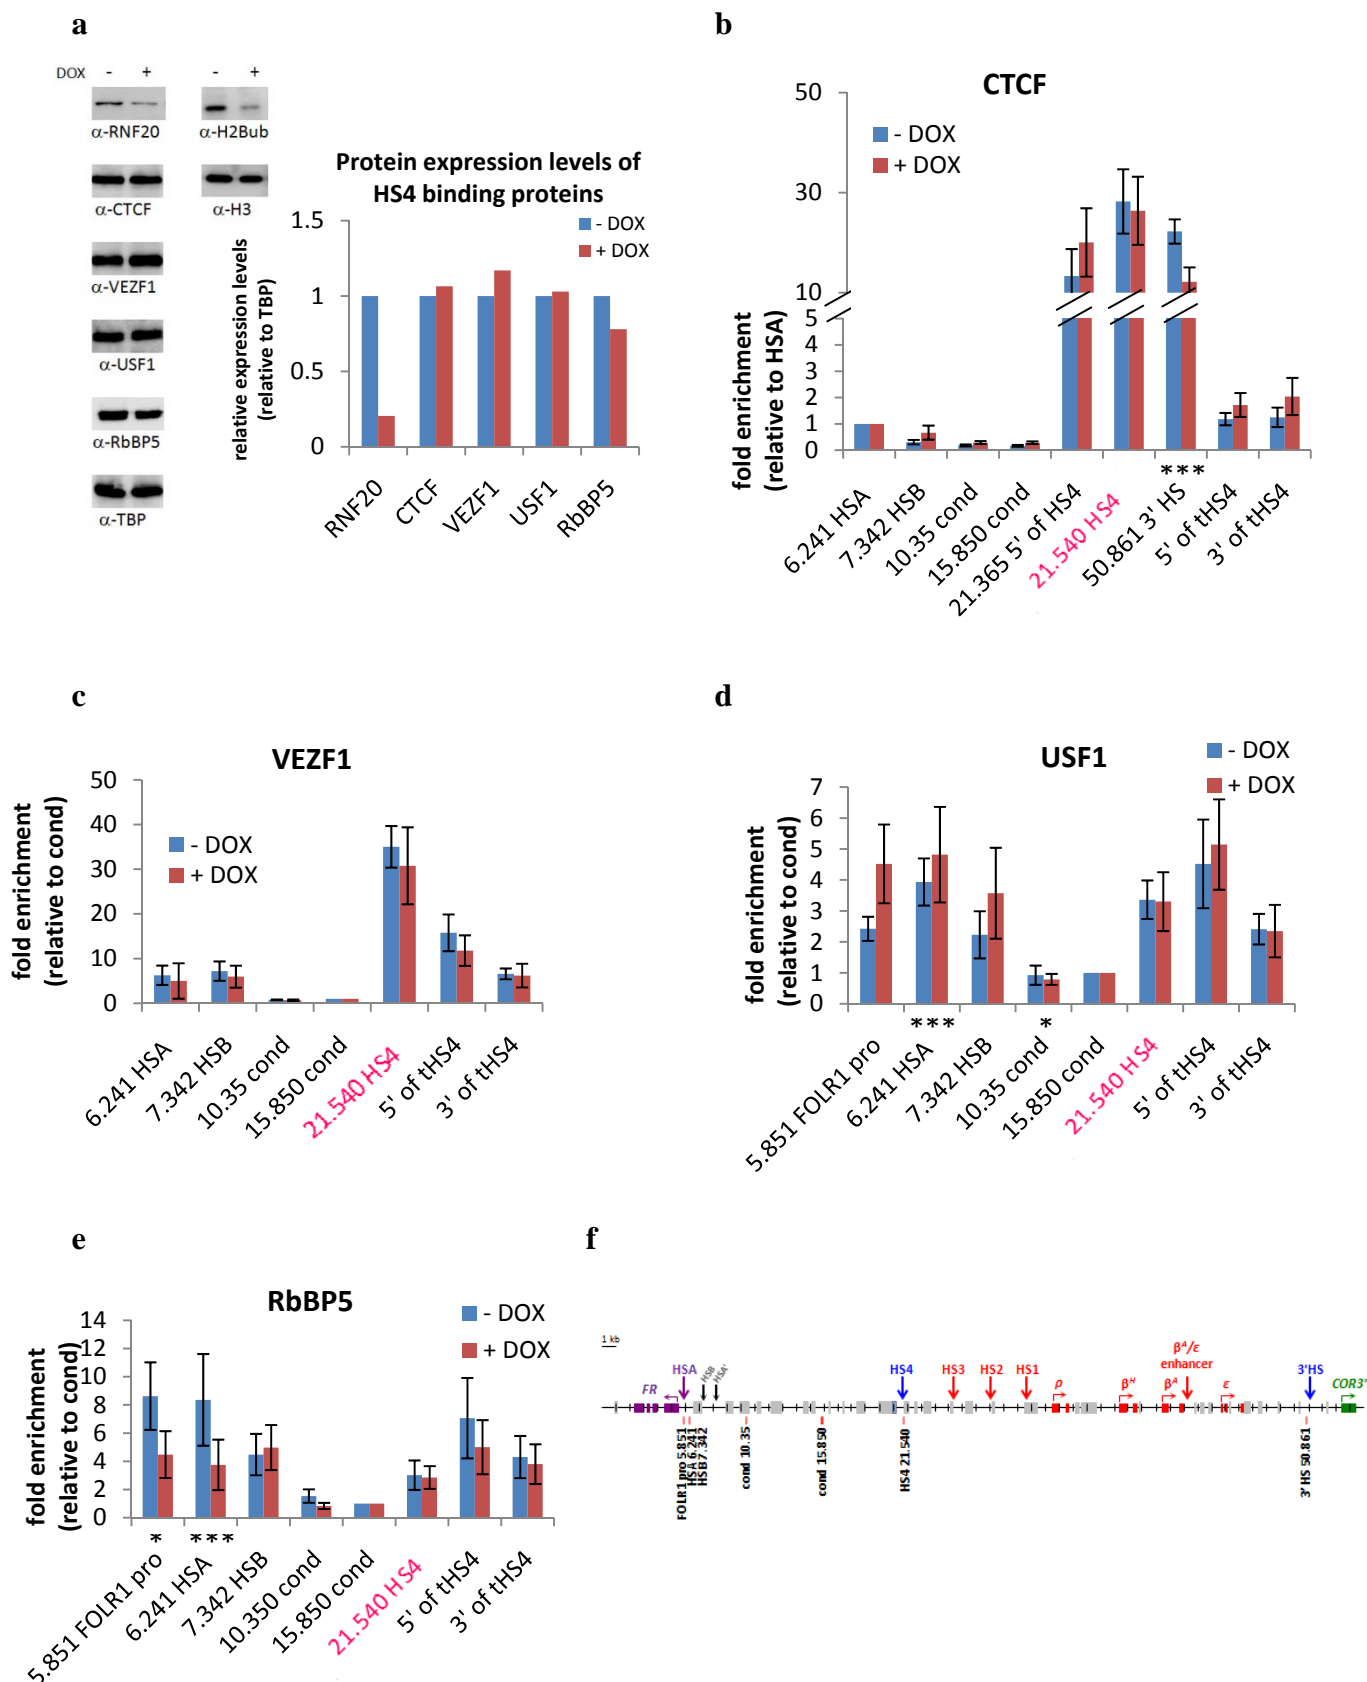 a
DOX - + - +
α-RNF20 α-H2Bub
α-CTCF α-H3
α-VEZF1
α-USF1
α-RbBP5
α-TBP
Protein expression levels of
HS4 binding proteins
- DOX
+ DOX
relative expression levels
(relative to TBP)
1.5
1
0.5
0
RNF20
CTCF
VEZF1
USF1
RbBP5
b
CTCF
- DOX
+ DOX
fold enrichment
(relative to HSA)
50
30
10
5
4
3
2
1
0
***
6.241 HSA
7.342 HSB
10.35 cond
15.850 cond
21.365 5' of HS4
21.540 HS4
50.861 3' HS
5' of tHS4
3' of tHS4
c
VEZF1
- DOX
+ DOX
fold enrichment
(relative to cond)
50
40
30
20
10
0
6.241 HSA
7.342 HSB
10.35 cond
15.850 cond
21.540 HS4
5' of tHS4
3' of tHS4
d
USF1
- DOX
+ DOX
fold enrichment
(relative to cond)
7
6
5
4
3
2
1
0
*** *
5.851 FOLR1 pro
6.241 HSA
7.342 HSB
10.35 cond
15.850 cond
21.540 HS4
5' of tHS4
3' of tHS4
e
RbBP5
- DOX
+ DOX
fold enrichment
(relative to cond)
14
12
10
8
6
4
2
0
* ***
5.851 FOLR1 pro
6.241 HSA
7.342 HSB
10.350 cond
15.850 cond
21.540 HS4
5' of tHS4
3' of tHS4
f
1 kb
FR
HSA
HSB
HSA'
HS4
HS3
HS2
HS1
ρ
βH
βA
βA/ε
enhancer
ε
3'HS
COR3'
FOLR1 pro 5.851
HSA 6.241
HSB 7.342
cond 10.35
cond 15.850
HS4 21.540
3' HS 50.861